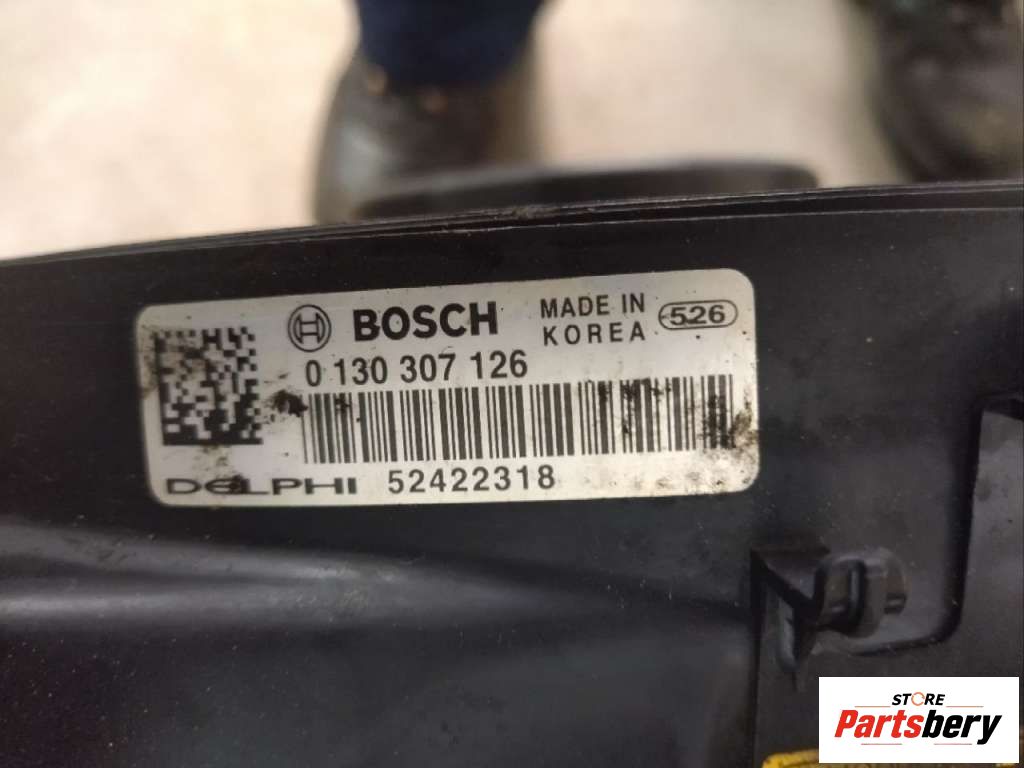 BOSCH
MADE IN
KOREA
526
0 130 307 126
DELPHI 52422318
STORE
Partsbery